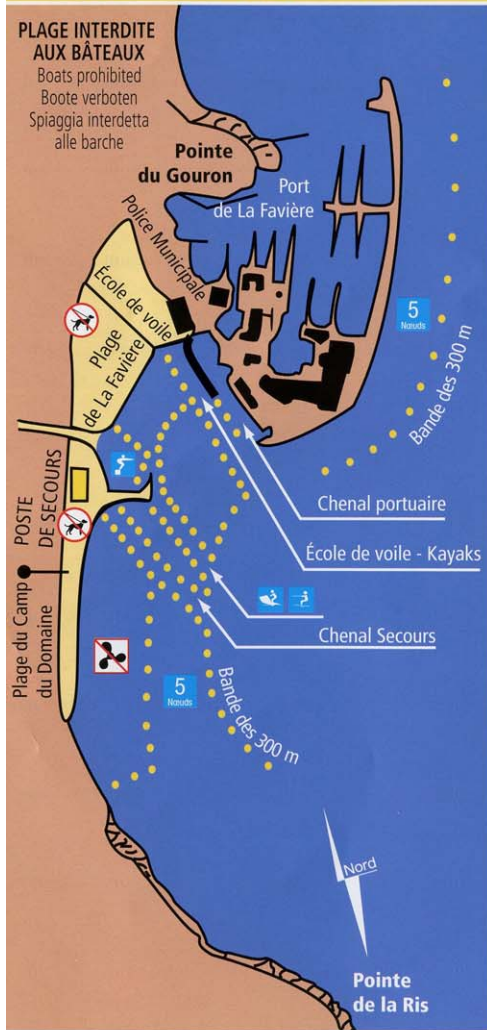 PLAGE INTERDITE
AUX BÂTEAUX
Boats prohibited
Boote verboten
Spiaggia interdetta
alle barche
Pointe
du Gouron
Port
de La Favière
Police Municipale
École de voile
Plage
de La Favière
5
Nœuds
Bande des 300 m
POSTE
DE SECOURS
Chenal portuaire
École de voile - Kayaks
Chenal Secours
Plage du Camp
du Domaine
5
Nœuds
Bande des 300 m
Nord
Pointe
de la Ris